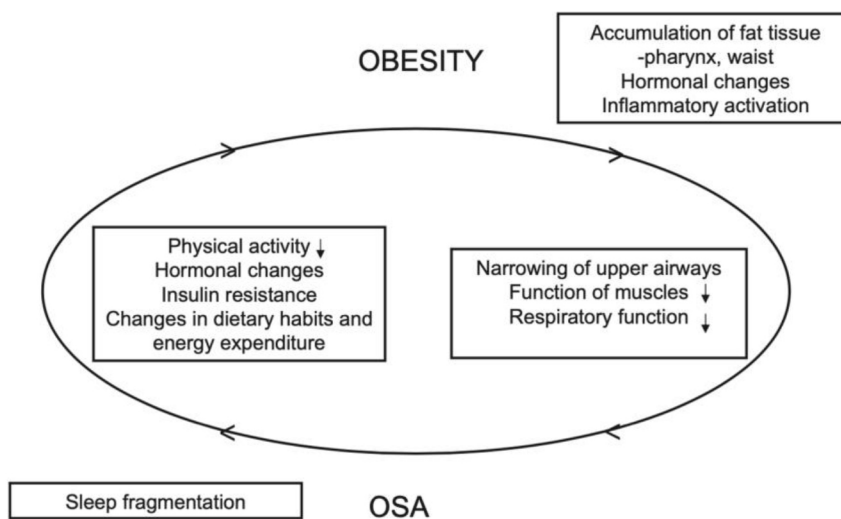 Accumulation of fat tissue
-pharynx, waist
Hormonal changes
Inflammatory activation
OBESITY
Physical activity ↓
Hormonal changes
Insulin resistance
Changes in dietary habits and
energy expenditure
Narrowing of upper airways
Function of muscles ↓
Respiratory function ↓
Sleep fragmentation
OSA